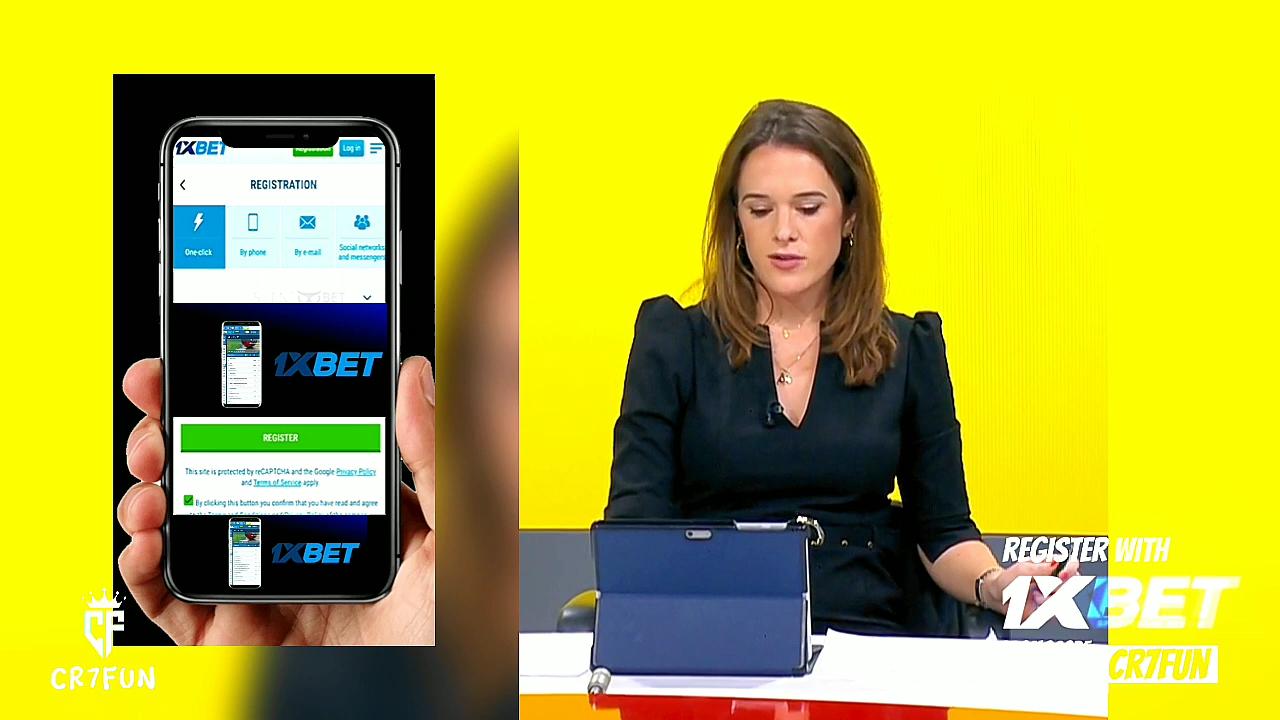 1XBET
Registration Log in
REGISTRATION
One-click
By phone
By e-mail
Social networks
and messengers
1XBET
REGISTER
This site is protected by reCAPTCHA and the Google Privacy Policy
and Terms of Service apply.
By clicking this button you confirm that you have read and agree
1XBET
CF
CR7FUN
REGISTER WITH
1XBET
CR7FUN